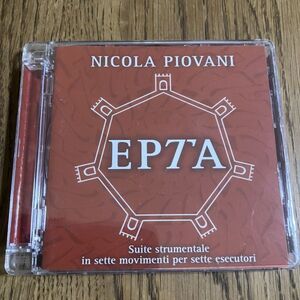 NICOLA PIOVANI
EPTA
Suite strumentale
in sette movimenti per sette esecutori